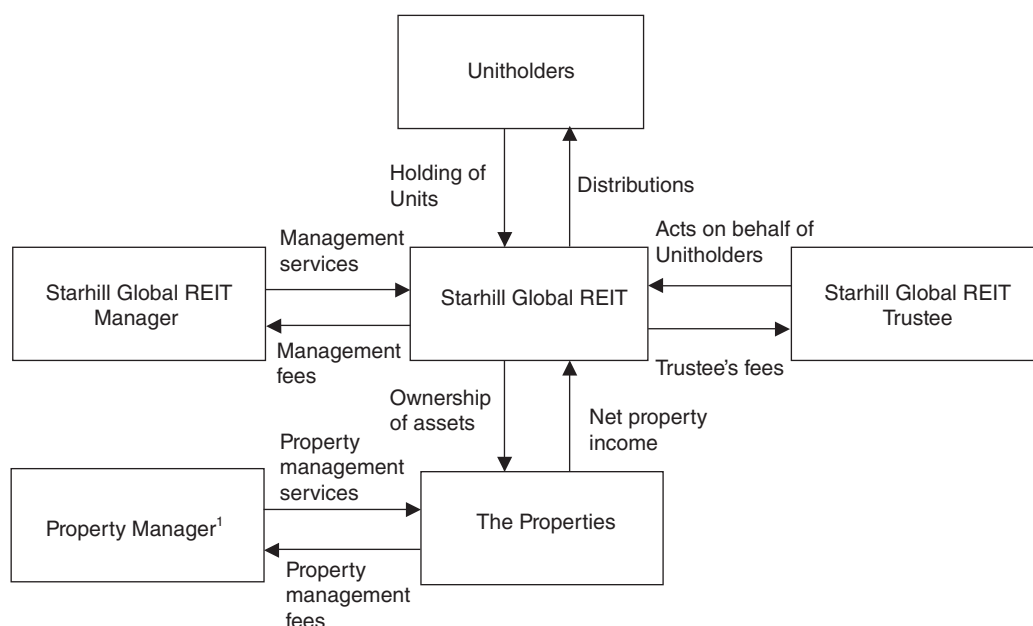 Unitholders
Holding of
Units
Distributions
Management
services
Acts on behalf of
Unitholders
Starhill Global REIT
Manager
Starhill Global REIT
Starhill Global REIT
Trustee
Management
fees
Trustee’s fees
Ownership
of assets
Net property
income
Property
management
services
Property Manager¹
The Properties
Property
management
fees